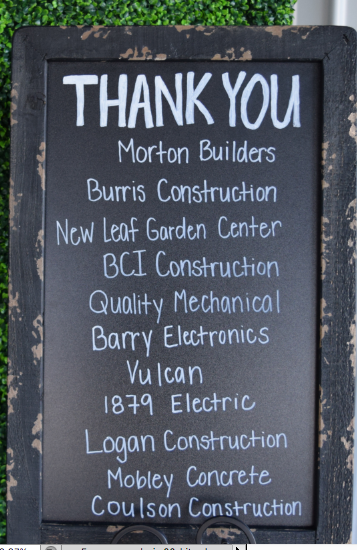 THANK YOU
Morton Builders
Burris Construction
New Leaf Garden Center
BCI Construction
Quality Mechanical
Barry Electronics
Vulcan
1879 Electric
Logan Construction
Mobley Concrete
Coulson Construction